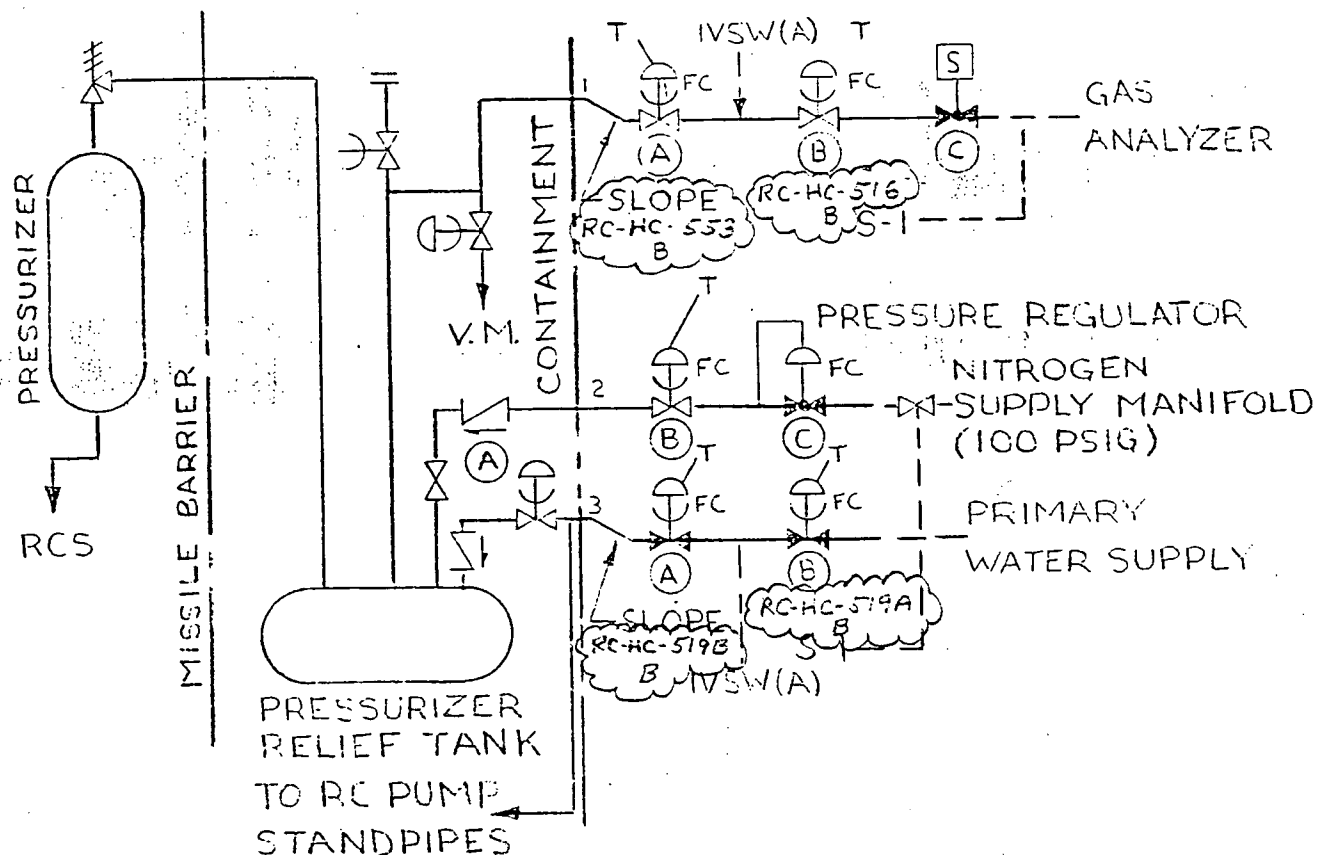 T
IVSW(A)
T
FC
FC
S
GAS
ANALYZER
1
A
B
C
SLOPE
RC-HC-553
B
RC-HC-516
B
S-1
PRESSURIZER
MISSILE BARRIER
CONTAINMENT
V.M.
T
PRESSURE REGULATOR
FC
FC
NITROGEN
SUPPLY MANIFOLD
(100 PSIG)
2
A
B
C
T
T
FC
FC
3
PRIMARY
WATER SUPPLY
A
B
RCS
SLOPE
RC-HC-519B
B
RC-HC-519A
B
S
IVSW(A)
PRESSURIZER
RELIEF TANK
TO RC PUMP
STANDPIPES